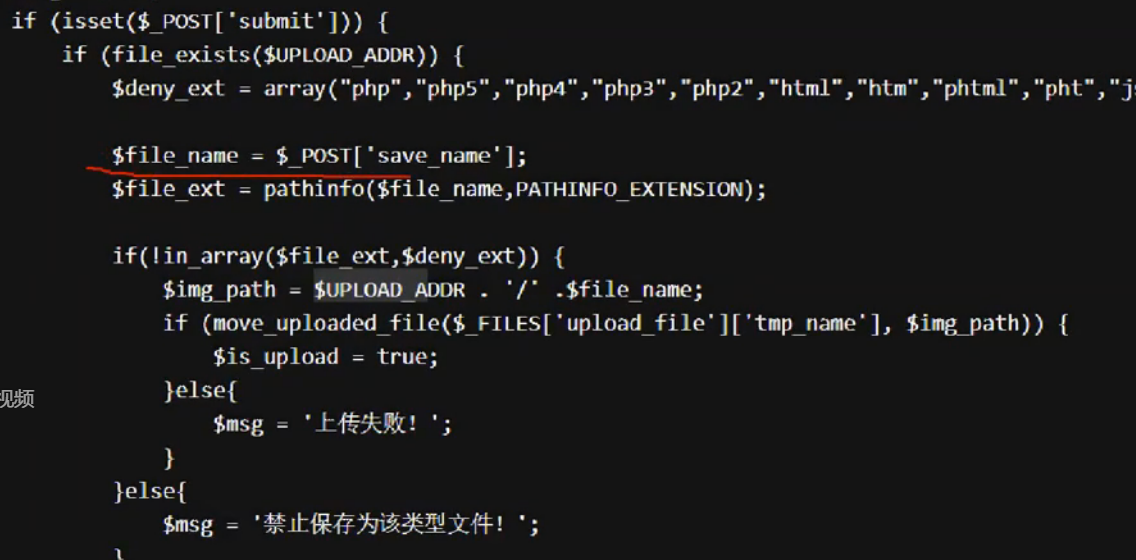 if (isset($_POST['submit'])) {
if (file_exists($UPLOAD_ADDR)) {
$deny_ext = array("php","php5","php4","php3","php2","html","htm","phtml","pht","js
$file_name = $_POST['save_name'];
$file_ext = pathinfo($file_name,PATHINFO_EXTENSION);
if(!in_array($file_ext,$deny_ext)) {
$img_path = $UPLOAD_ADDR . '/' .$file_name;
if (move_uploaded_file($_FILES['upload_file']['tmp_name'], $img_path)) {
$is_upload = true;
}else{
视频
$msg = '上传失败！';
}
}else{
$msg = '禁止保存为该类型文件！';
}